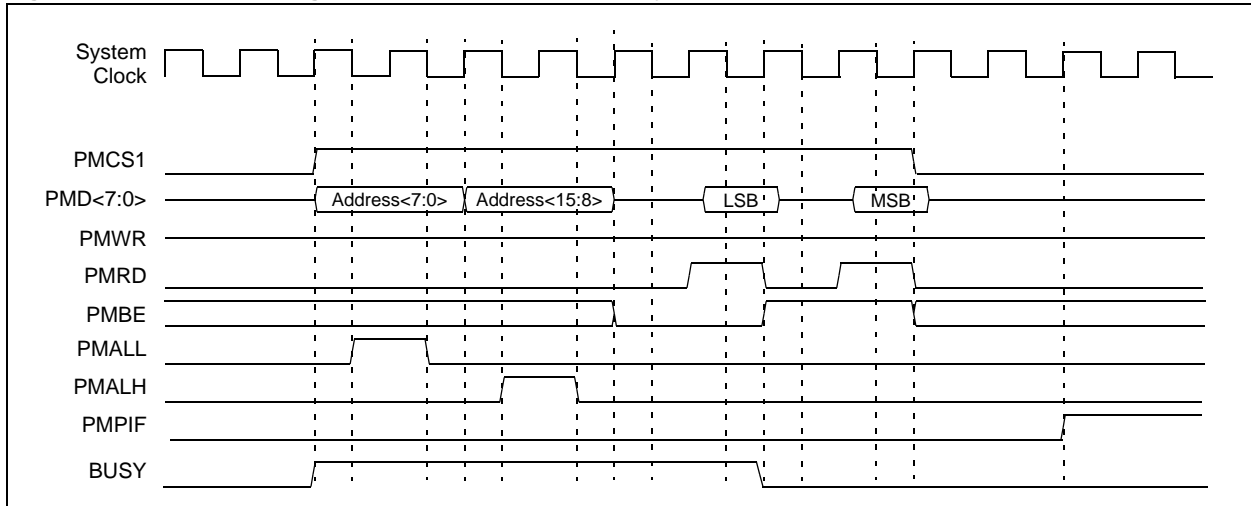 System
Clock
PMCS1
PMD<7:0>
Address<7:0>
Address<15:8>
LSB
MSB
PMWR
PMRD
PMBE
PMALL
PMALH
PMPIF
BUSY